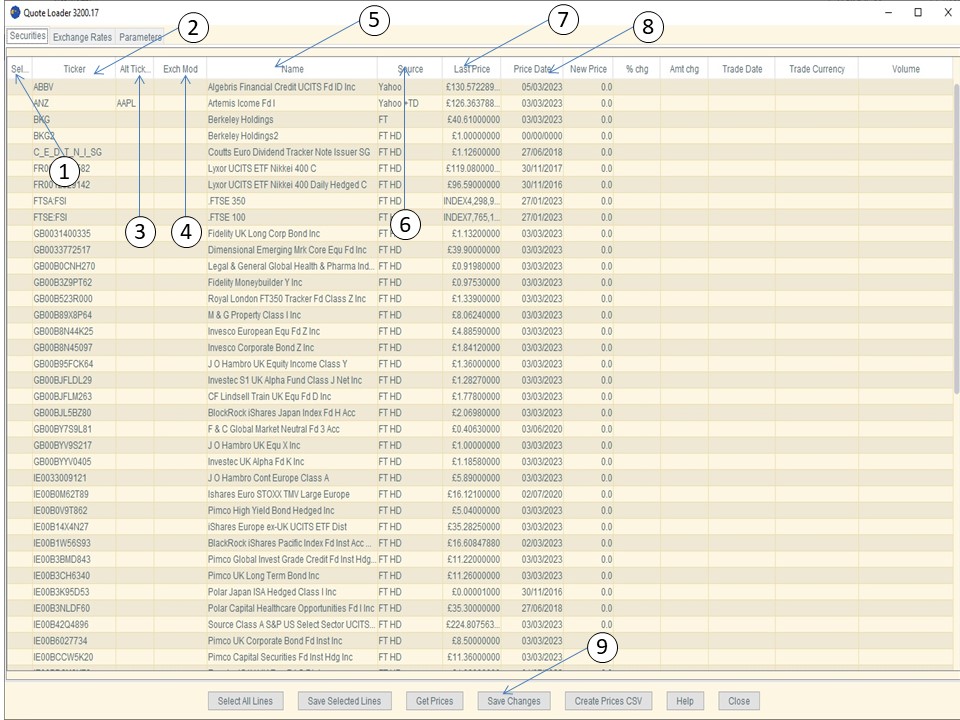 Quote Loader 3200.17
Securities Exchange Rates Parameters
Sel... Ticker Alt Tick... Exch Mod Name Source Last Price Price Date New Price % chg Amt chg Trade Date Trade Currency Volume
ABBV Algebris Financial Credit UCITS Fd ID Inc Yahoo £130.572289... 05/03/2023 0.0
ANZ AAPL Artemis Icome Fd I Yahoo +TD £126.363788... 03/03/2023 0.0
BKG Berkeley Holdings FT £40.61000000 03/03/2023 0.0
BKG2 Berkeley Holdings2 FT HD £1.00000000 00/00/0000 0.0
C_E_D_T_N_I_SG Coutts Euro Dividend Tracker Note Issuer SG FT HD £1.12600000 27/06/2018 0.0
Lyxor UCITS ETF Nikkei 400 C FT HD £119.080000... 30/11/2017 0.0
Lyxor UCITS ETF Nikkei 400 Daily Hedged C FT HD £96.59000000 30/11/2016 0.0
FTSA:FSI .FTSE 350 FT HD INDEX4,298,9... 27/01/2023 0.0
FTSE:FSI .FTSE 100 INDEX7,765,1... 27/01/2023 0.0
GB0031400335 Fidelity UK Long Corp Bond Inc £1.13200000 03/03/2023 0.0
GB0033772517 Dimensional Emerging Mrk Core Equ Fd Inc FT HD £39.90000000 03/03/2023 0.0
GB00B0CNH270 Legal & General Global Health & Pharma Ind... FT HD £0.91980000 03/03/2023 0.0
GB00B3Z9PT62 Fidelity Moneybuilder Y Inc FT HD £0.97530000 03/03/2023 0.0
GB00B523R000 Royal London FT350 Tracker Fd Class Z Inc FT HD £1.33900000 03/03/2023 0.0
GB00B89X8P64 M & G Property Class I Inc FT HD £8.06240000 03/03/2023 0.0
GB00B8N44K25 Invesco European Equ Fd Z Inc FT HD £4.88590000 03/03/2023 0.0
GB00B8N45097 Invesco Corporate Bond Z Inc FT HD £1.84120000 03/03/2023 0.0
GB00B95FCK64 J O Hambro UK Equity Income Class Y FT HD £1.36000000 03/03/2023 0.0
GB00BJFLDL29 Investec S1 UK Alpha Fund Class J Net Inc FT HD £1.28270000 03/03/2023 0.0
GB00BJFLM263 CF Lindsell Train UK Equ Fd D Inc FT HD £1.77800000 03/03/2023 0.0
GB00BJL5BZ80 BlockRock iShares Japan Index Fd H Acc FT HD £2.06980000 03/03/2023 0.0
GB00BY7S9L81 F & C Global Market Neutral Fd 3 Acc FT HD £0.40630000 03/06/2020 0.0
GB00BYV9S217 J O Hambro UK Equ X Inc FT HD £1.00000000 03/03/2023 0.0
GB00BYYV0405 Investec UK Alpha Fd K Inc FT HD £1.18580000 03/03/2023 0.0
IE0033009121 J O Hambro Cont Europe Class A FT HD £5.89000000 03/03/2023 0.0
IE00B0M62T89 Ishares Euro STOXX TMV Large Europe FT HD £16.12100000 02/07/2020 0.0
IE00B0V9T862 Pimco High Yield Bond Hedged Inc FT HD £5.04000000 03/03/2023 0.0
IE00B14X4N27 iShares Europe ex-UK UCITS ETF Dist FT HD £35.28250000 03/03/2023 0.0
IE00B1W56S93 BlackRock iShares Pacific Index Fd Inst Acc ... FT HD £16.60847880 02/03/2023 0.0
IE00B3BMD843 Pimco Global Invest Grade Credit Fd Inst Hdg... FT HD £11.22000000 03/03/2023 0.0
IE00B3CH6340 Pimco UK Long Term Bond Inc FT HD £11.26000000 03/03/2023 0.0
IE00B3K95D53 Polar Japan ISA Hedged Class I Inc FT HD £0.00001000 30/11/2016 0.0
IE00B3NLDF60 Polar Capital Healthcare Opportunities Fd I Inc FT HD £35.30000000 27/06/2018 0.0
IE00B42Q4896 Source Class A S&P US Select Sector UCITS... FT HD £224.807563... 03/03/2023 0.0
IE00B6027734 Pimco UK Corporate Bond Fd Inst Inc FT HD £8.50000000 03/03/2023 0.0
IE00BCCW5K20 Pimco Capital Securities Fd Inst Hdg Inc FT HD £11.36000000 03/03/2023 0.0
Select All Lines Save Selected Lines Get Prices Save Changes Create Prices CSV Help Close
1
2
3
4
5
6
7
8
9